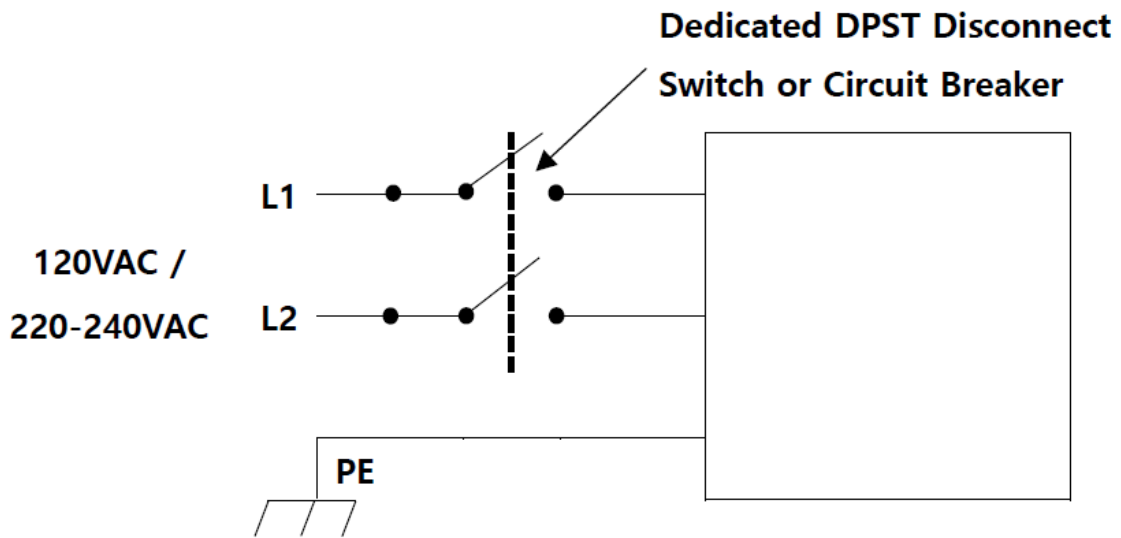 Dedicated DPST Disconnect
Switch or Circuit Breaker
L1
120VAC /
220-240VAC
L2
PE